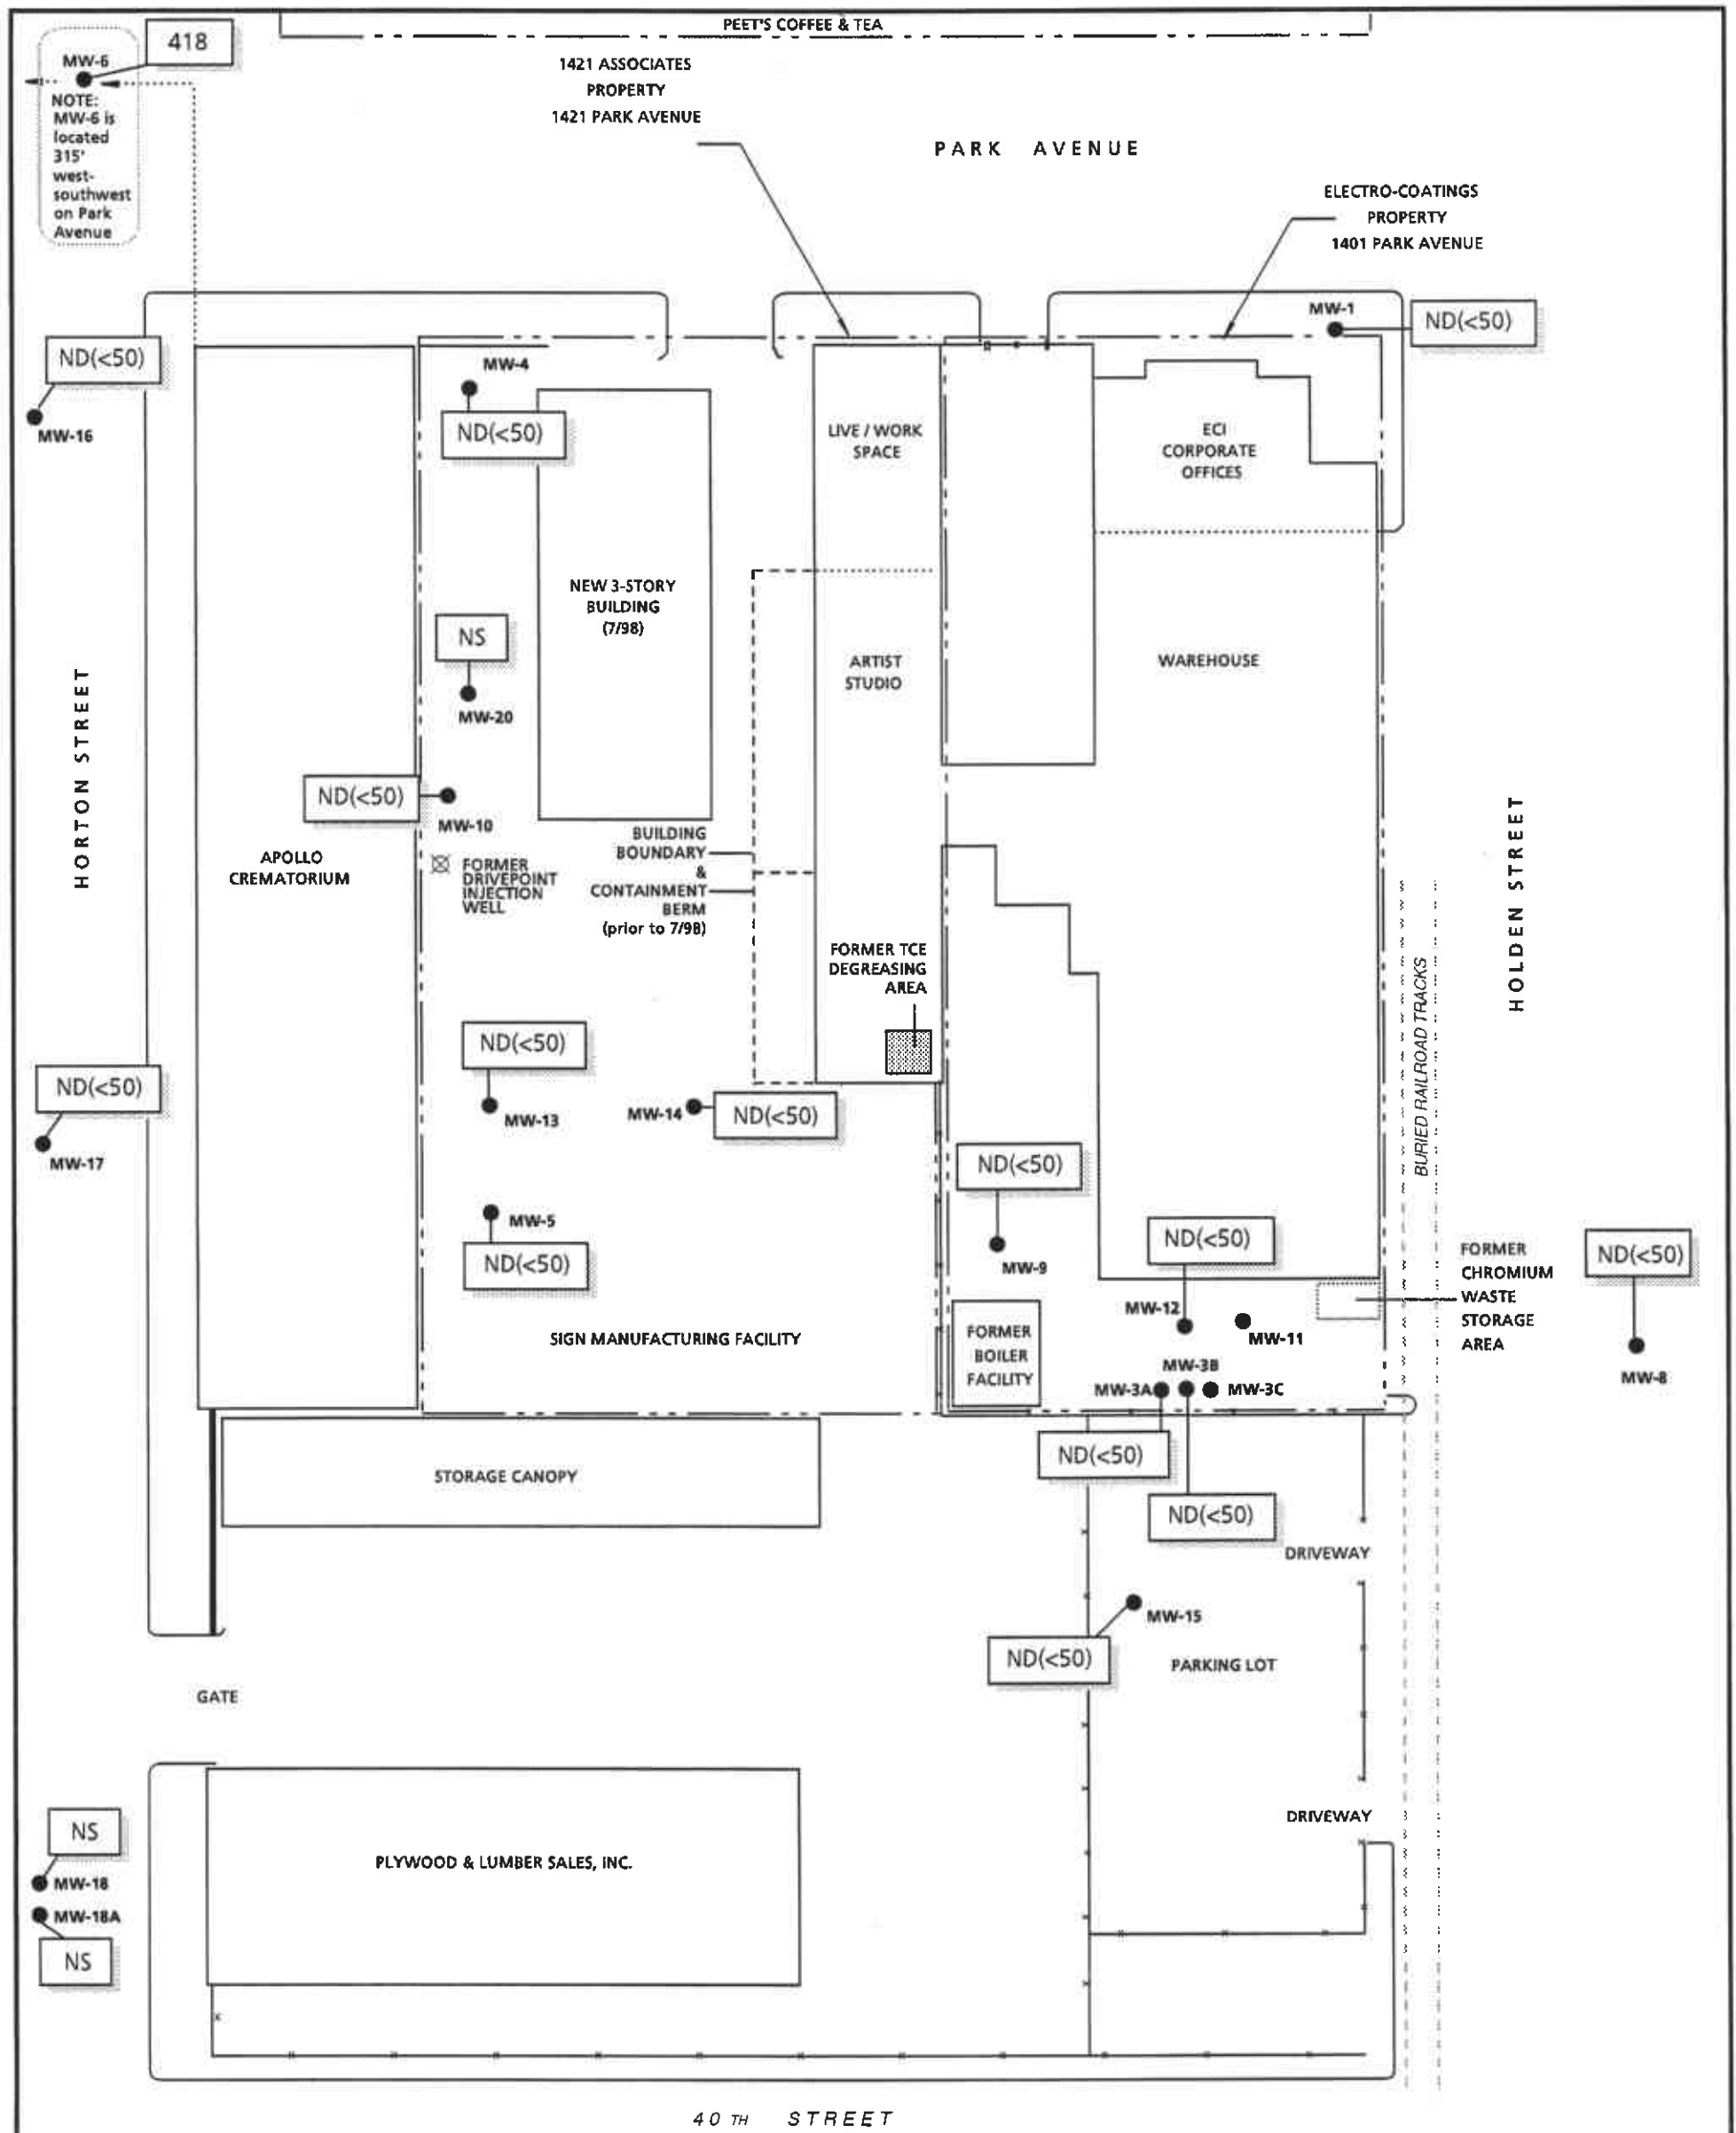 PEET'S COFFEE & TEA
418
MW-6
NOTE:
MW-6 is
located
315'
west-
southwest
on Park
Avenue
1421 ASSOCIATES
PROPERTY
1421 PARK AVENUE
PARK AVENUE
ELECTRO-COATINGS
PROPERTY
1401 PARK AVENUE
MW-1
ND(<50)
ND(<50)
MW-16
MW-4
ND(<50)
LIVE / WORK
SPACE
ECI
CORPORATE
OFFICES
NEW 3-STORY
BUILDING
(7/98)
NS
MW-20
ARTIST
STUDIO
WAREHOUSE
HORTON STREET
ND(<50)
MW-10
APOLLO
CREMATORIUM
FORMER
DRIVEPOINT
INJECTION
WELL
BUILDING
BOUNDARY
&
CONTAINMENT
BERM
(prior to 7/98)
FORMER TCE
DEGREASING
AREA
HOLDEN STREET
BURIED RAILROAD TRACKS
ND(<50)
MW-13
MW-14
ND(<50)
ND(<50)
MW-17
ND(<50)
MW-9
MW-5
ND(<50)
ND(<50)
MW-12
MW-11
FORMER
CHROMIUM
WASTE
STORAGE
AREA
ND(<50)
MW-8
SIGN MANUFACTURING FACILITY
FORMER
BOILER
FACILITY
MW-3B
MW-3A
MW-3C
ND(<50)
ND(<50)
STORAGE CANOPY
DRIVEWAY
MW-15
ND(<50)
PARKING LOT
GATE
DRIVEWAY
NS
MW-18
MW-18A
NS
PLYWOOD & LUMBER SALES, INC.
40 TH STREET